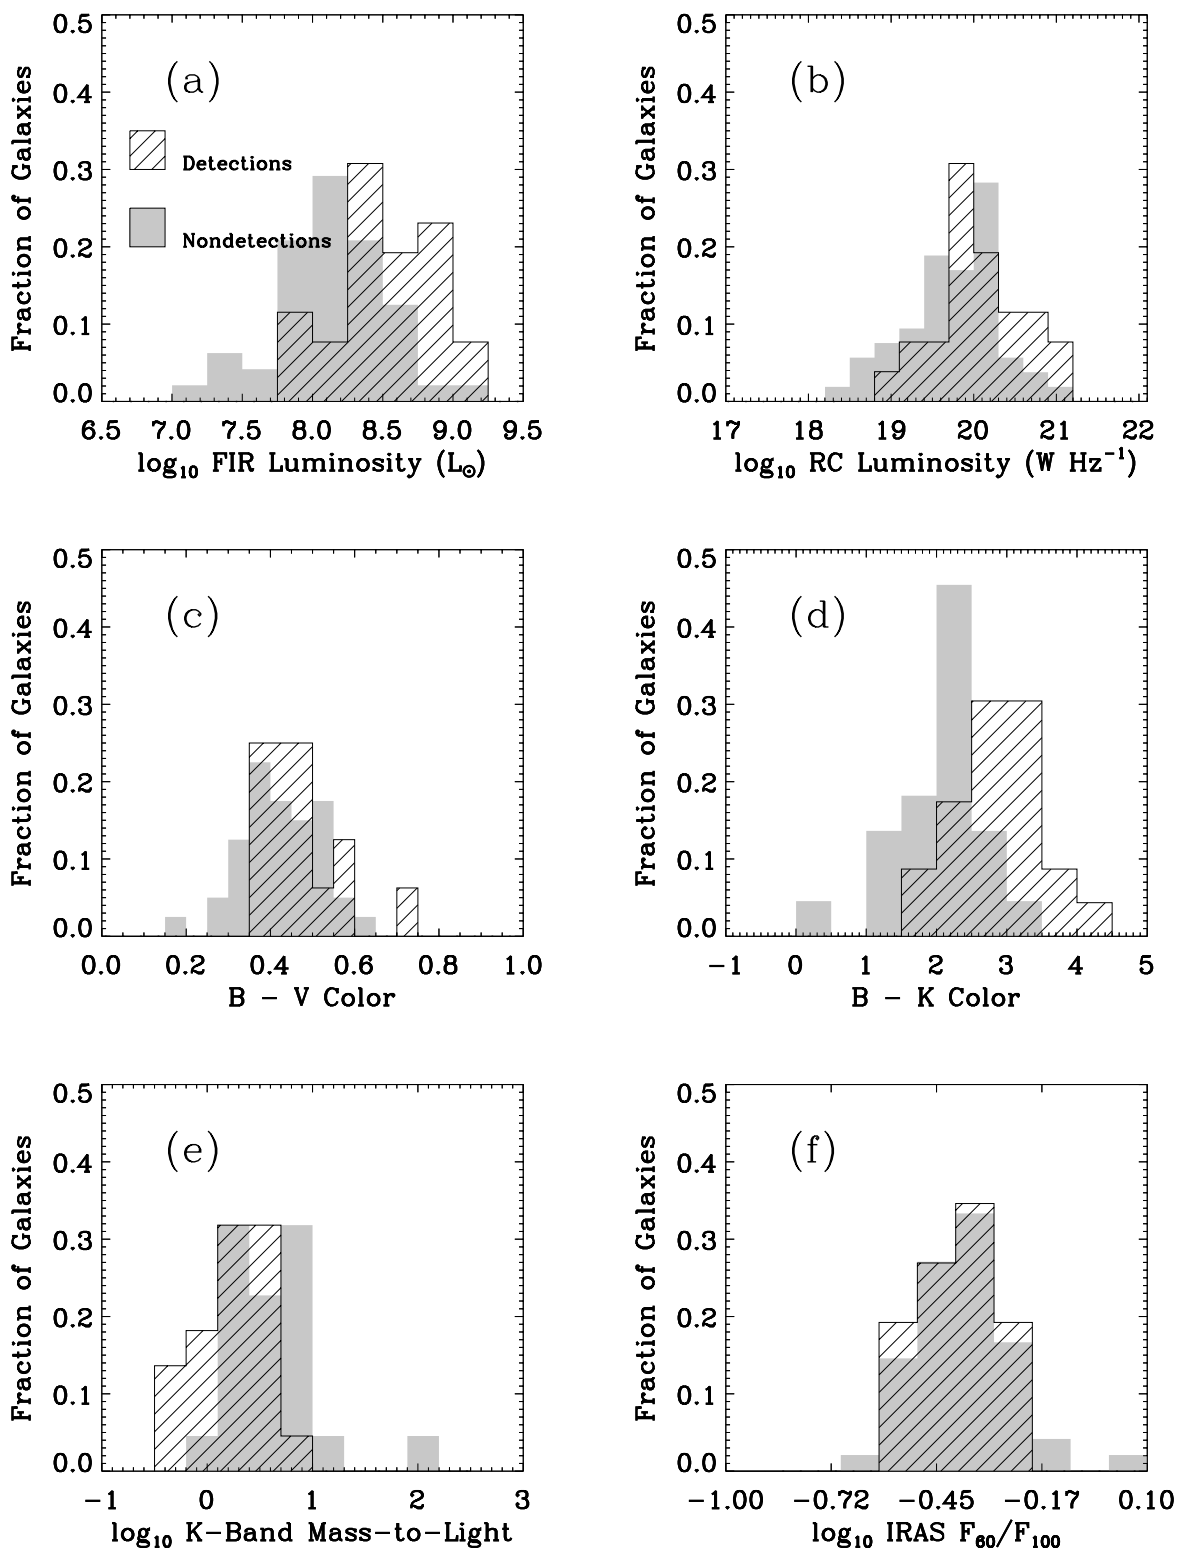 0.5
0.4
0.3
0.2
0.1
0.0
Fraction of Galaxies
(a)
Detections
Nondetections
6.5 7.0 7.5 8.0 8.5 9.0 9.5
log₁₀ FIR Luminosity (L⊙)
0.5
0.4
0.3
0.2
0.1
0.0
Fraction of Galaxies
(b)
17 18 19 20 21 22
log₁₀ RC Luminosity (W Hz⁻¹)
0.5
0.4
0.3
0.2
0.1
0.0
Fraction of Galaxies
(c)
0.0 0.2 0.4 0.6 0.8 1.0
B − V Color
0.5
0.4
0.3
0.2
0.1
0.0
Fraction of Galaxies
(d)
−1 0 1 2 3 4 5
B − K Color
0.5
0.4
0.3
0.2
0.1
0.0
Fraction of Galaxies
(e)
−1 0 1 2 3
log₁₀ K−Band Mass−to−Light
0.5
0.4
0.3
0.2
0.1
0.0
Fraction of Galaxies
(f)
−1.00 −0.72 −0.45 −0.17 0.10
log₁₀ IRAS F₆₀/F₁₀₀